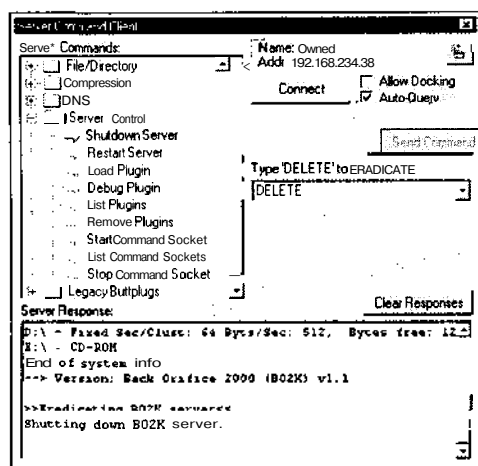 Server Command Client
Serve* Commands:
File/Directory
Compression
DNS
Server Control
Shutdown Server
Restart Server
Load Plugin
Debug Plugin
List Plugins
Remove Plugins
Start Command Socket
List Command Sockets
Stop Command Socket
Legacy Buttplugs
Name: Owned
Addr 192.168.234.38
Connect
Allow Docking
Auto-Query
Send Command
Type 'DELETE' to ERADICATE
DELETE
Clear Responses
Server Response:
D:\ - Fixed Sec/Clust: 64 Byts/Sec: 512, Bytes free: 12
E:\ - CD-ROM
End of system info
--> Version: Back Orifice 2000 (BO2K) v1.1
>>Eradicating BO2K server<<
Shutting down BO2K server.